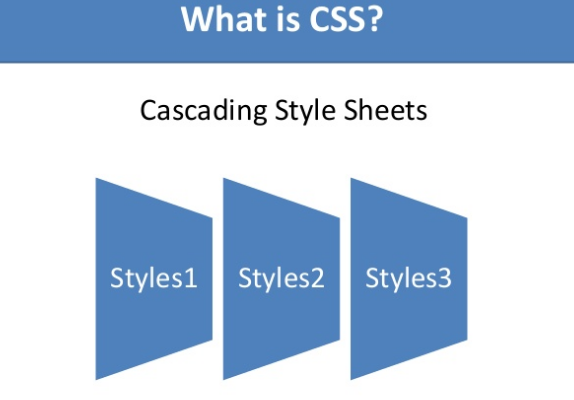 What is CSS?
Cascading Style Sheets
Styles1 Styles2 Styles3